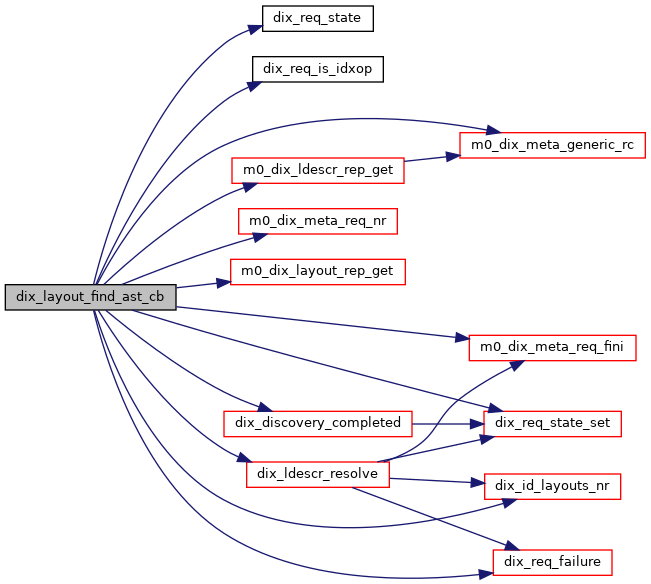 dix_req_state
dix_req_is_idxop
m0_dix_meta_generic_rc
m0_dix_ldescr_rep_get
m0_dix_meta_req_nr
m0_dix_layout_rep_get
dix_layout_find_ast_cb
m0_dix_meta_req_fini
dix_discovery_completed
dix_req_state_set
dix_ldescr_resolve
dix_id_layouts_nr
dix_req_failure